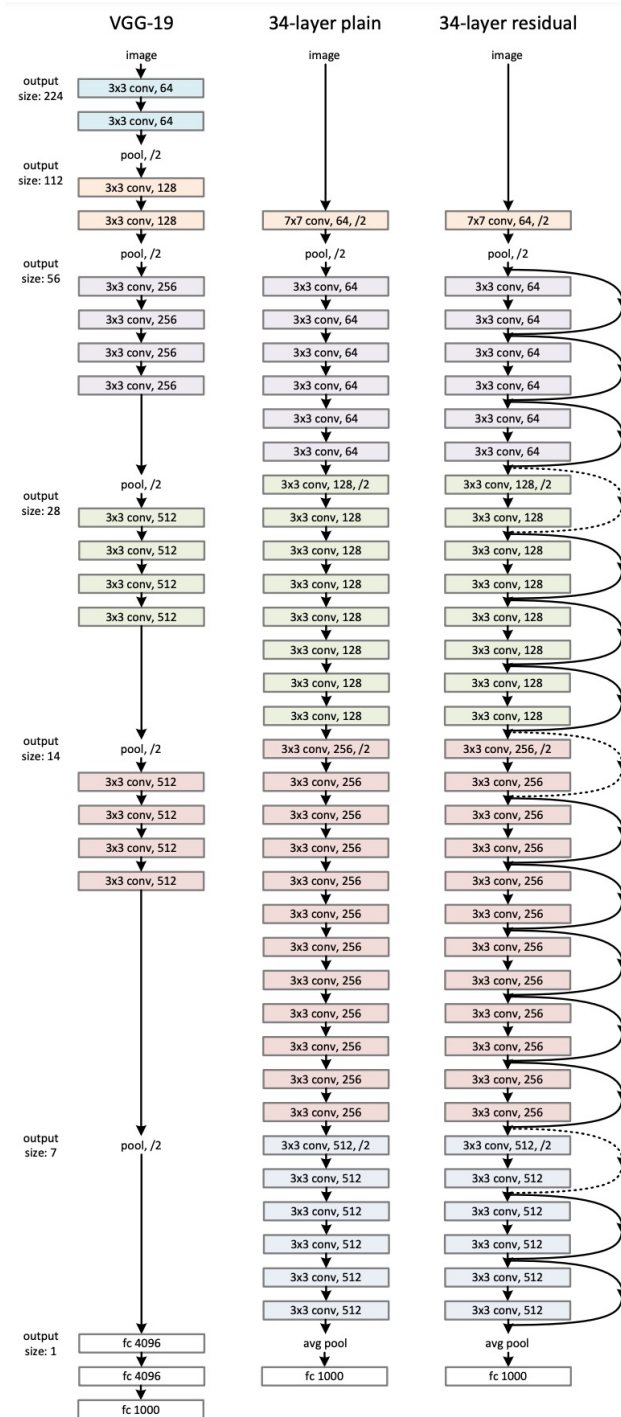 VGG-19
image
output
size: 224
3x3 conv, 64
3x3 conv, 64
pool, /2
output
size: 112
3x3 conv, 128
3x3 conv, 128
pool, /2
output
size: 56
3x3 conv, 256
3x3 conv, 256
3x3 conv, 256
3x3 conv, 256
pool, /2
output
size: 28
3x3 conv, 512
3x3 conv, 512
3x3 conv, 512
3x3 conv, 512
pool, /2
output
size: 14
3x3 conv, 512
3x3 conv, 512
3x3 conv, 512
3x3 conv, 512
output
size: 7
pool, /2
output
size: 1
fc 4096
fc 4096
fc 1000
34-layer plain
image
7x7 conv, 64, /2
pool, /2
3x3 conv, 64
3x3 conv, 64
3x3 conv, 64
3x3 conv, 64
3x3 conv, 64
3x3 conv, 64
3x3 conv, 128, /2
3x3 conv, 128
3x3 conv, 128
3x3 conv, 128
3x3 conv, 128
3x3 conv, 128
3x3 conv, 128
3x3 conv, 128
3x3 conv, 256, /2
3x3 conv, 256
3x3 conv, 256
3x3 conv, 256
3x3 conv, 256
3x3 conv, 256
3x3 conv, 256
3x3 conv, 256
3x3 conv, 256
3x3 conv, 256
3x3 conv, 256
3x3 conv, 256
3x3 conv, 512, /2
3x3 conv, 512
3x3 conv, 512
3x3 conv, 512
3x3 conv, 512
3x3 conv, 512
avg pool
fc 1000
34-layer residual
image
7x7 conv, 64, /2
pool, /2
3x3 conv, 64
3x3 conv, 64
3x3 conv, 64
3x3 conv, 64
3x3 conv, 64
3x3 conv, 64
3x3 conv, 128, /2
3x3 conv, 128
3x3 conv, 128
3x3 conv, 128
3x3 conv, 128
3x3 conv, 128
3x3 conv, 128
3x3 conv, 128
3x3 conv, 256, /2
3x3 conv, 256
3x3 conv, 256
3x3 conv, 256
3x3 conv, 256
3x3 conv, 256
3x3 conv, 256
3x3 conv, 256
3x3 conv, 256
3x3 conv, 256
3x3 conv, 256
3x3 conv, 256
3x3 conv, 512, /2
3x3 conv, 512
3x3 conv, 512
3x3 conv, 512
3x3 conv, 512
3x3 conv, 512
avg pool
fc 1000